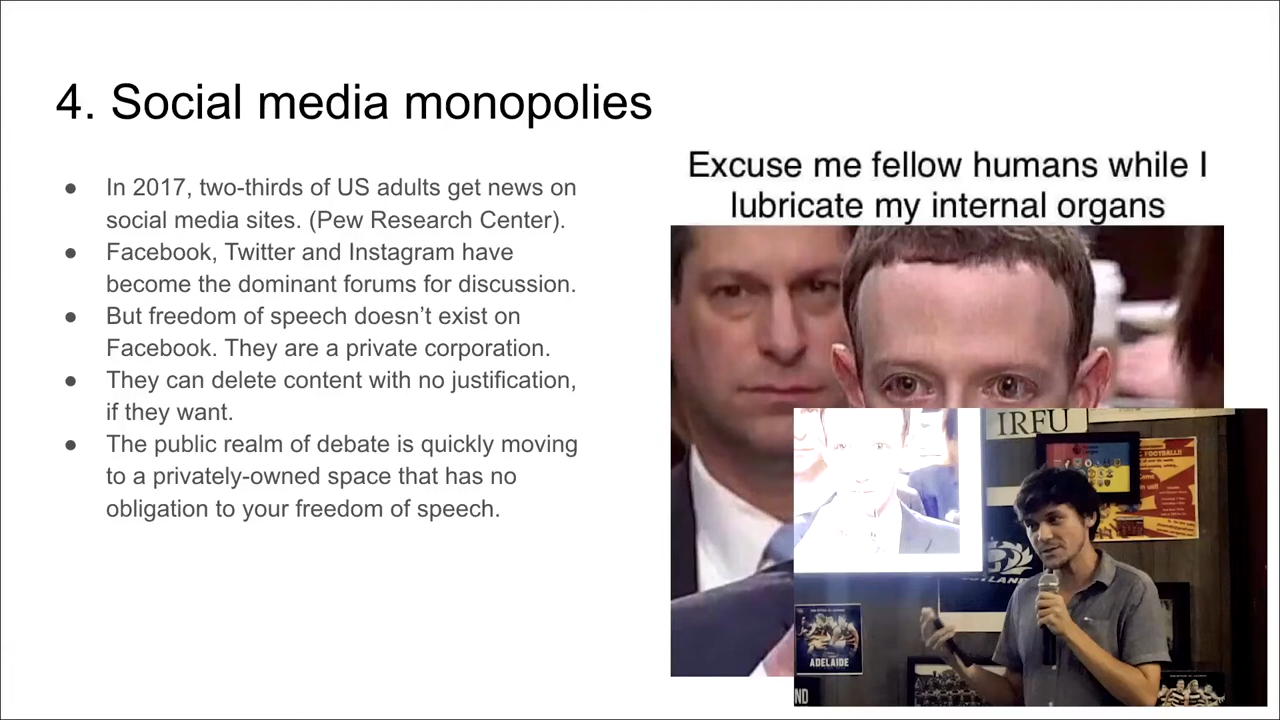 4. Social media monopolies
● In 2017, two-thirds of US adults get news on
social media sites. (Pew Research Center).
● Facebook, Twitter and Instagram have
become the dominant forums for discussion.
● But freedom of speech doesn’t exist on
Facebook. They are a private corporation.
● They can delete content with no justification,
if they want.
● The public realm of debate is quickly moving
to a privately-owned space that has no
obligation to your freedom of speech.
Excuse me fellow humans while I
lubricate my internal organs
IRFU
FOOTBALL!!
ADELAIDE